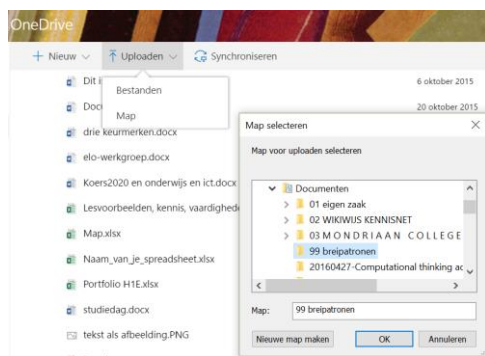 OneDrive
+ Nieuw Uploaden Synchroniseren
Bestanden
Map
Dit 6 oktober 2015
Doc 20 oktober 2015
drie keurmerken.docx
elo-werkgroep.docx
Koers2020 en onderwijs en ict.docx
Lesvoorbeelden, kennis, vaardighed
Map.xlsx
Naam_van_je_spreadsheet.xlsx
Portfolio H1E.xlsx
studiedag.docx
tekst als afbeelding.PNG
Map selecteren
Map voor uploaden selecteren
Documenten
01 eigen zaak
02 WIKIWIJS KENNISNET
03 M O N D R I A A N C O L L E G E
99 breipatronen
20160427-Computational thinking ac
Map: 99 breipatronen
Nieuwe map maken OK Annuleren